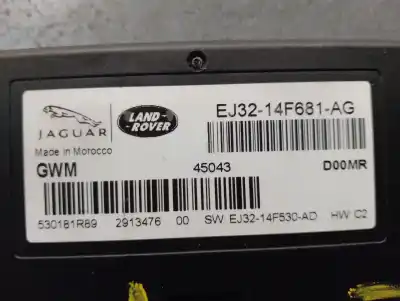 JAGUAR
LAND-
ROVER
EJ32-14F681-AG
Made in Morocco
GWM
45043
D00MR
530181R89 2913476 00 SW: EJ32-14F530-AD HW: C2